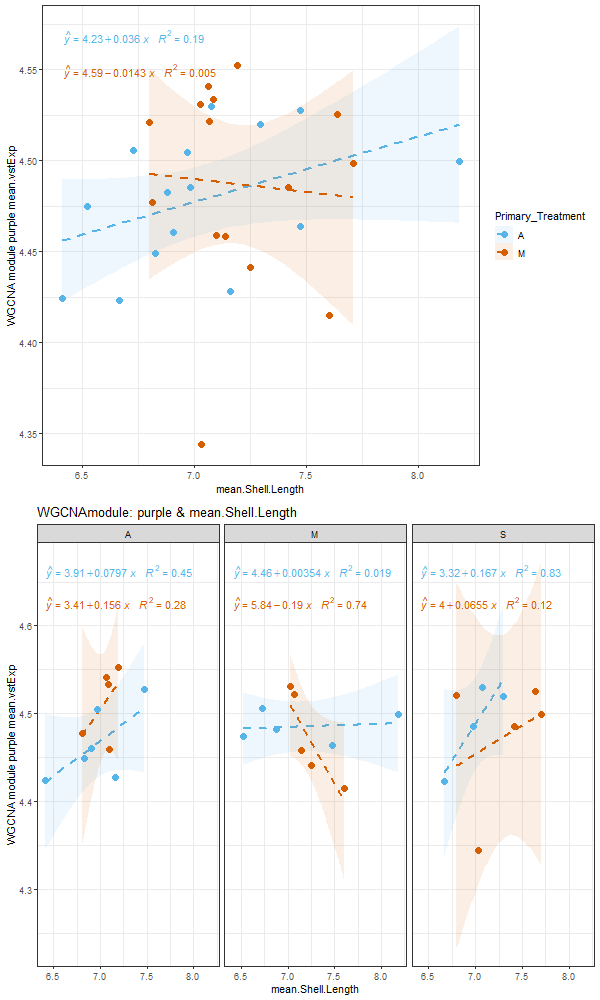 ŷ = 4.23 + 0.036 x R² = 0.19
ŷ = 4.59 − 0.0143 x R² = 0.005
4.55
4.50
4.45
4.40
4.35
WGCNA module purple mean.vstExp
6.5 7.0 7.5 8.0
mean.Shell.Length
Primary_Treatment
A
M
WGCNAmodule: purple & mean.Shell.Length
A M S
ŷ = 3.91 + 0.0797 x R² = 0.45 ŷ = 4.46 + 0.00354 x R² = 0.019 ŷ = 3.32 + 0.167 x R² = 0.83
ŷ = 3.41 + 0.156 x R² = 0.28 ŷ = 5.84 − 0.19 x R² = 0.74 ŷ = 4 + 0.0655 x R² = 0.12
4.6
4.5
4.4
4.3
WGCNA module purple mean.vstExp
6.5 7.0 7.5 8.0 6.5 7.0 7.5 8.0 6.5 7.0 7.5 8.0
mean.Shell.Length